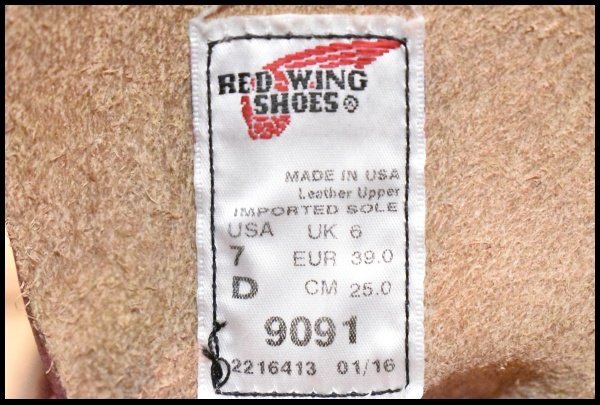 RED WING
SHOES ®
MADE IN USA
Leather Upper
IMPORTED SOLE
USA UK 6
7 EUR 39.0
D CM 25.0
9091
2216413 01/16